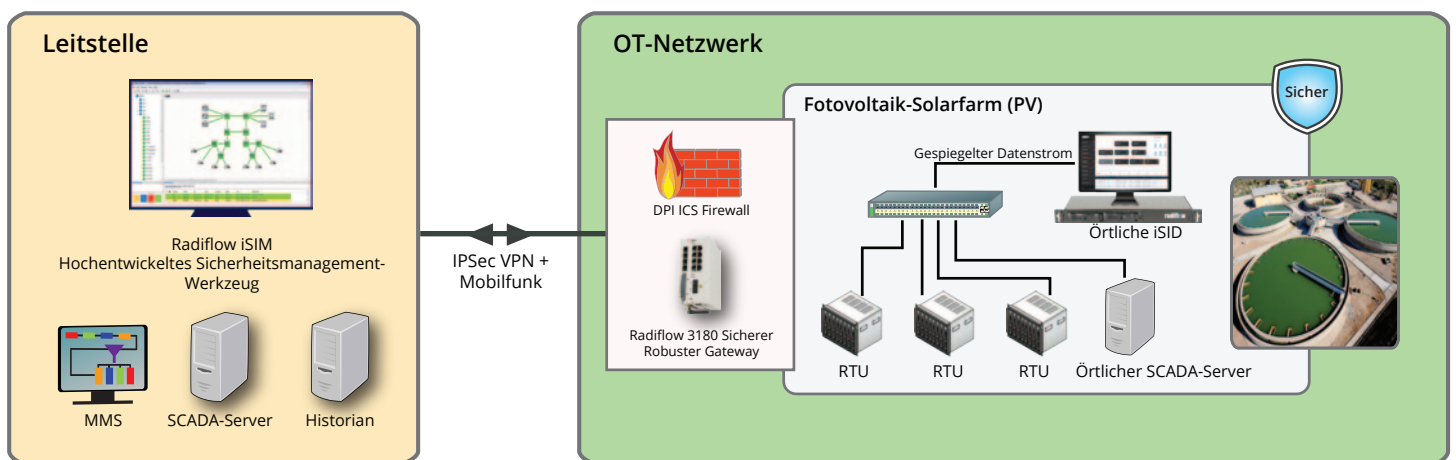 Leitstelle
Radiflow iSIM
Hochentwickeltes Sicherheitsmanagement-
Werkzeug
MMS
SCADA-Server
Historian
IPSec VPN +
Mobilfunk
OT-Netzwerk
DPI ICS Firewall
Radiflow 3180 Sicherer
Robuster Gateway
Fotovoltaik-Solarfarm (PV)
Sicher
Gespiegelter Datenstrom
Örtliche iSID
RTU
RTU
RTU
Örtlicher SCADA-Server